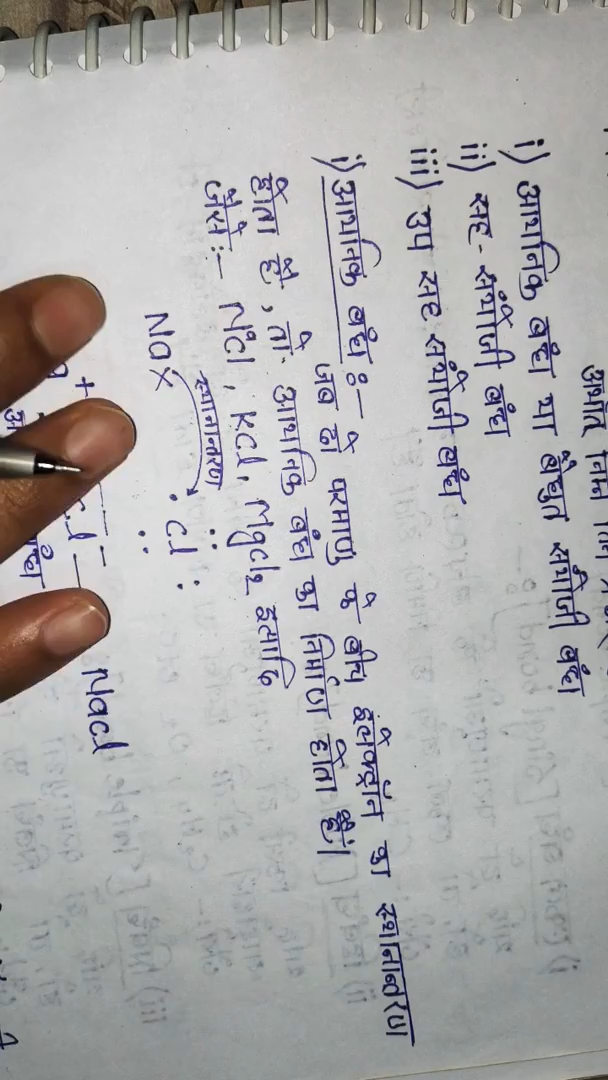 i) आयनिक बंध या वैधुत संयोजी बंध
ii) सह-संयोजी बंध
iii) उप सह संयोजी बंध
i) आयनिक बंध :- जब दो परमाणु के बीच इलेक्ट्रॉन का स्थानान्तरण
होता है, तो आयनिक बंध का निर्माण होता है।
जैसे:- NaCl, KCl, MgCl2 इत्यादि
स्थानान्तरण
Na× .Cl:
NaCl